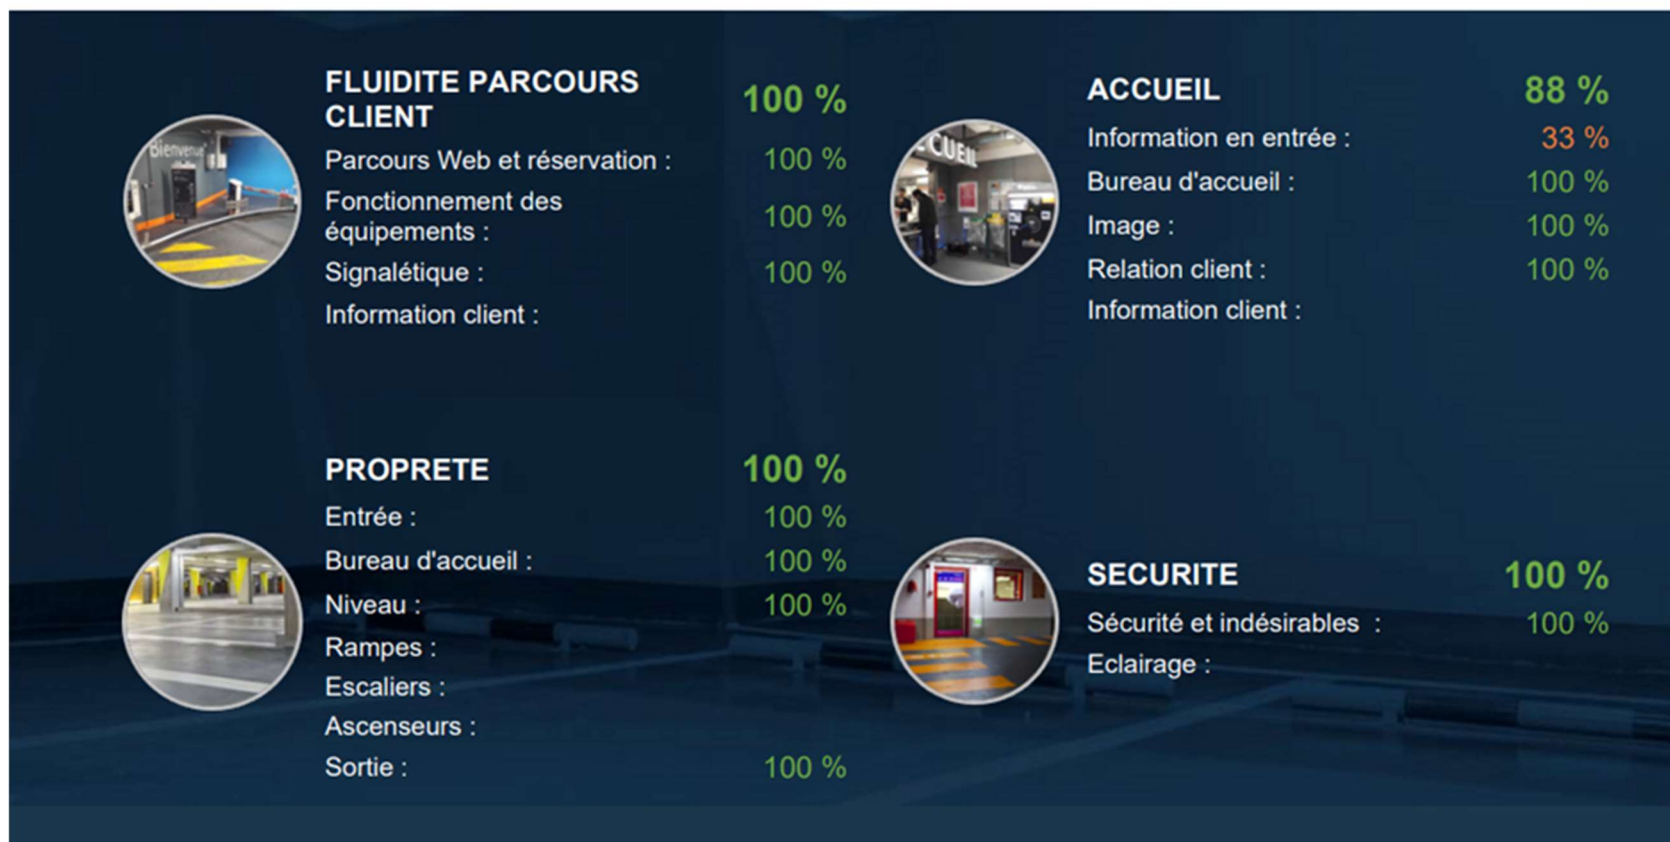 FLUIDITE PARCOURS
CLIENT
100 %
Parcours Web et réservation :
100 %
Fonctionnement des
équipements :
100 %
Signalétique :
100 %
Information client :
ACCUEIL
88 %
Information en entrée :
33 %
Bureau d'accueil :
100 %
Image :
100 %
Relation client :
100 %
Information client :
PROPRETE
100 %
Entrée :
100 %
Bureau d'accueil :
100 %
Niveau :
100 %
Rampes :
Escaliers :
Ascenseurs :
Sortie :
100 %
SECURITE
100 %
Sécurité et indésirables :
100 %
Eclairage :
Bienvenue
CUEIL